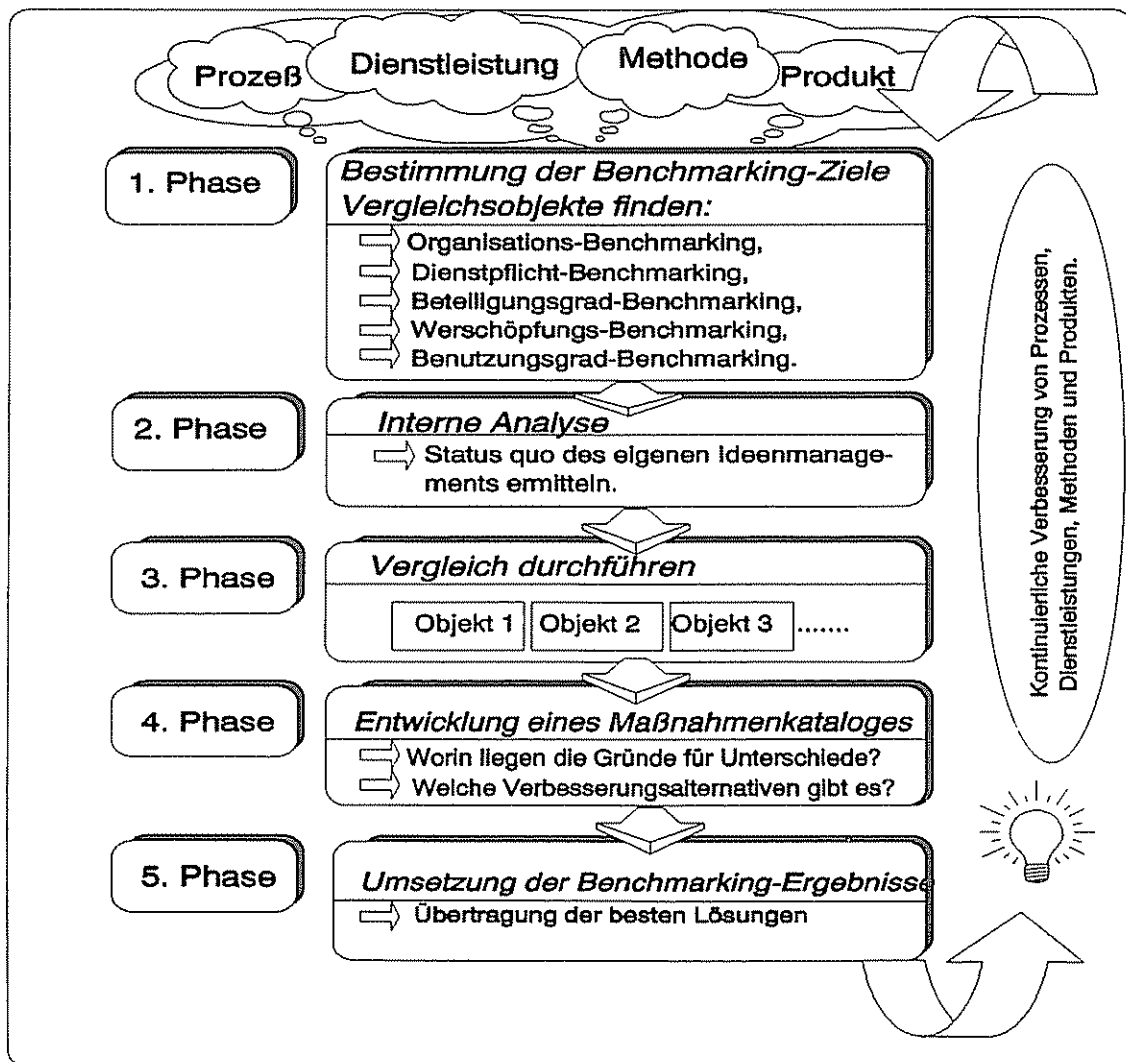 Prozeß
Dienstleistung
Methode
Produkt
1. Phase
Bestimmung der Benchmarking-Ziele
Vergleichsobjekte finden:
Organisations-Benchmarking,
Dienstpflicht-Benchmarking,
Beteiligungsgrad-Benchmarking,
Werschöpfungs-Benchmarking,
Benutzungsgrad-Benchmarking.
2. Phase
Interne Analyse
Status quo des eigenen Ideenmanage-
ments ermitteln.
3. Phase
Vergleich durchführen
Objekt 1 Objekt 2 Objekt 3 .......
4. Phase
Entwicklung eines Maßnahmenkataloges
Worin liegen die Gründe für Unterschiede?
Welche Verbesserungsalternativen gibt es?
5. Phase
Umsetzung der Benchmarking-Ergebnisse
Übertragung der besten Lösungen
Kontinuierliche Verbesserung von Prozessen,
Dienstleistungen, Methoden und Produkten.